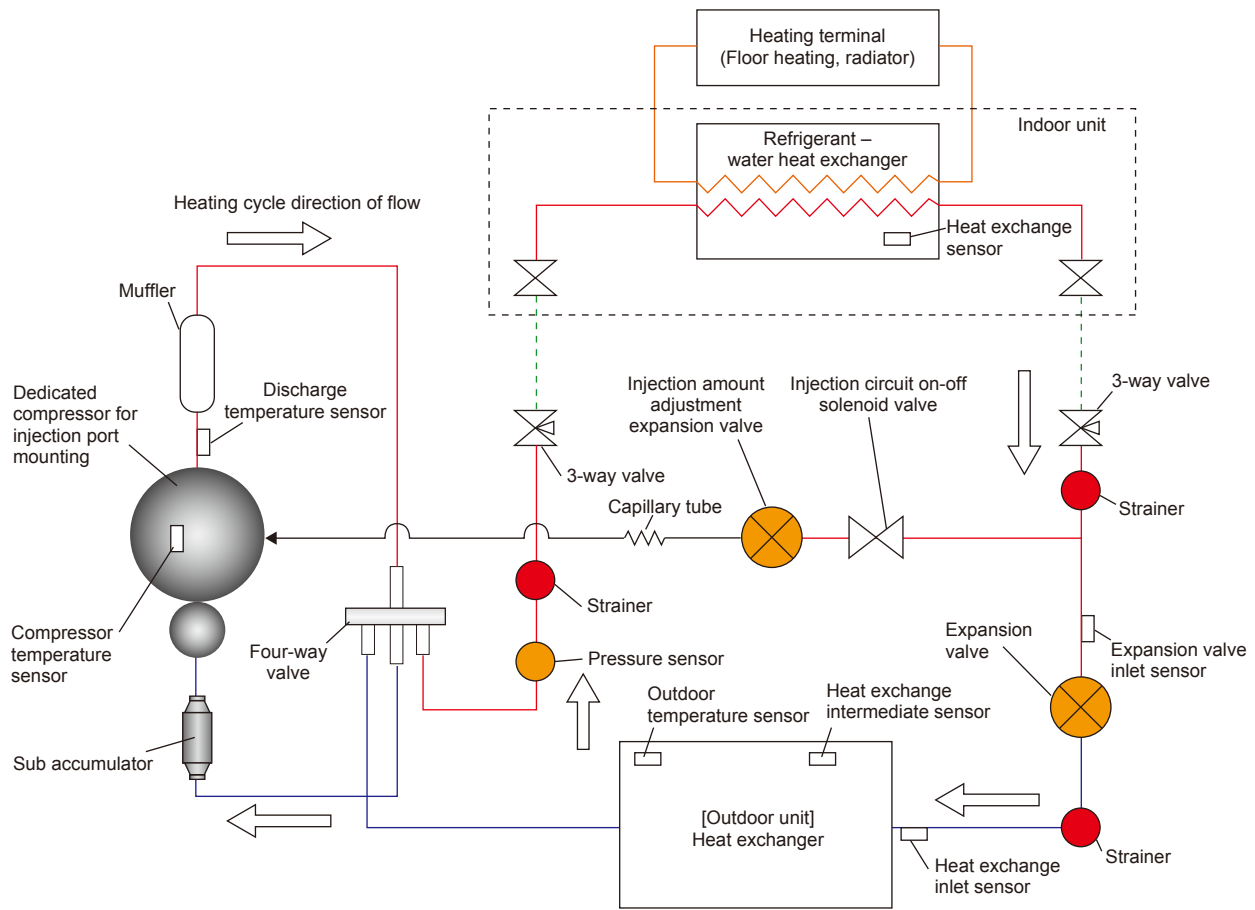 Heating terminal
(Floor heating, radiator)
Indoor unit
Refrigerant –
water heat exchanger
Heat exchange
sensor
Heating cycle direction of flow
Muffler
Discharge
temperature sensor
Dedicated
compressor for
injection port
mounting
Injection amount
adjustment
expansion valve
Injection circuit on-off
solenoid valve
3-way valve
3-way valve
Capillary tube
Strainer
Strainer
Compressor
temperature
sensor
Four-way
valve
Pressure sensor
Expansion
valve
Expansion valve
inlet sensor
Outdoor
temperature sensor
Heat exchange
intermediate sensor
Sub accumulator
[Outdoor unit]
Heat exchanger
Heat exchange
inlet sensor
Strainer